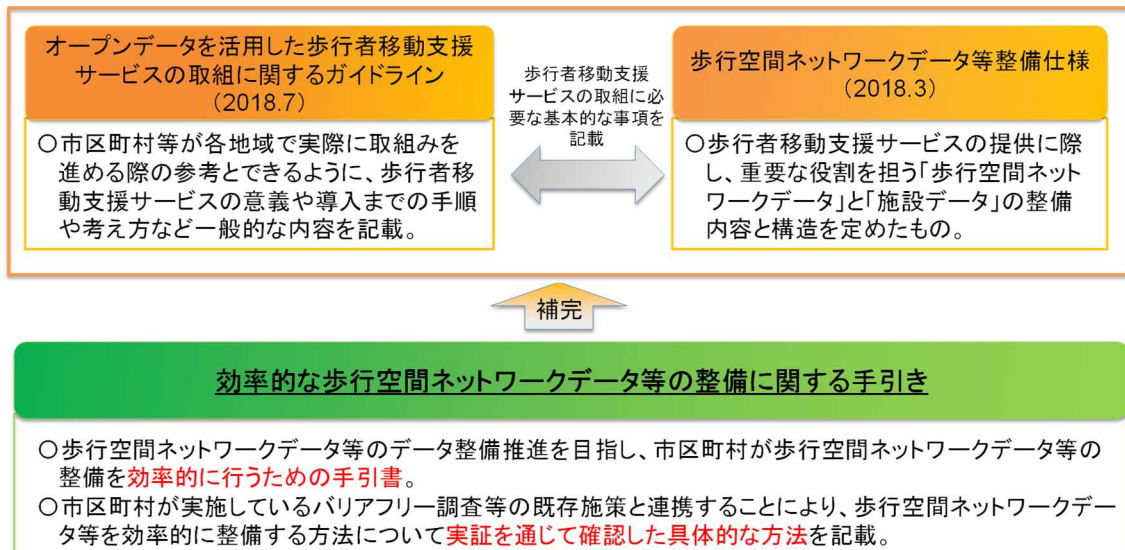 オープンデータを活用した歩行者移動支援
サービスの取組に関するガイドライン
（2018.7）
〇市区町村等が各地域で実際に取組みを
進める際の参考とできるように、歩行者移
動支援サービスの意義や導入までの手順
や考え方など一般的な内容を記載。
歩行者移動支援
サービスの取組に必
要な基本的な事項を
記載
歩行空間ネットワークデータ等整備仕様
（2018.3）
〇歩行者移動支援サービスの提供に際
し、重要な役割を担う「歩行空間ネット
ワークデータ」と「施設データ」の整備
内容と構造を定めたもの。
補完
効率的な歩行空間ネットワークデータ等の整備に関する手引き
〇歩行空間ネットワークデータ等のデータ整備推進を目指し、市区町村が歩行空間ネットワークデータ等の
整備を効率的に行うための手引書。
〇市区町村が実施しているバリアフリー調査等の既存施策と連携することにより、歩行空間ネットワークデー
タ等を効率的に整備する方法について実証を通じて確認した具体的な方法を記載。